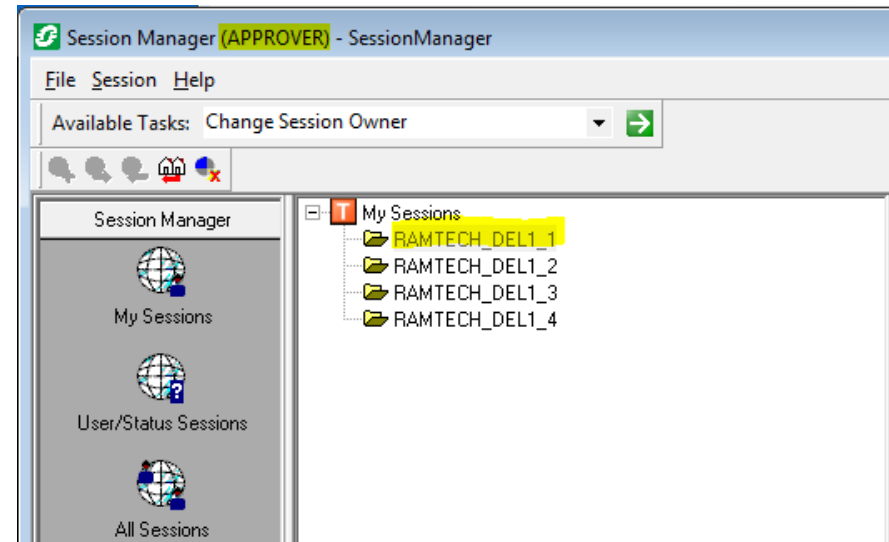 Session Manager (APPROVER) - SessionManager
File Session Help
Available Tasks: Change Session Owner
Session Manager
My Sessions
User/Status Sessions
All Sessions
T My Sessions
RAMTECH_DEL1_1
RAMTECH_DEL1_2
RAMTECH_DEL1_3
RAMTECH_DEL1_4